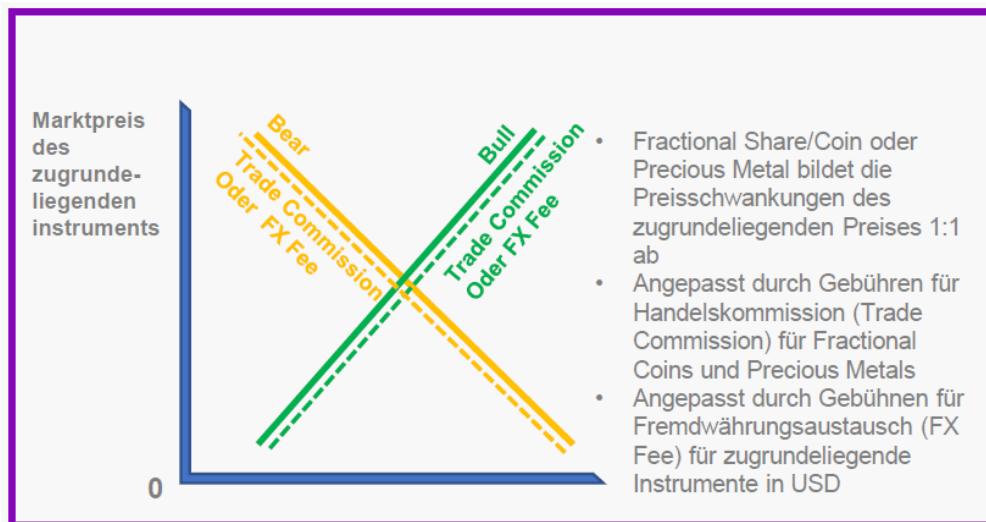 Marktpreis
des
zugrunde-
liegenden
instruments
0
Bear
Trade Commission
Oder FX Fee
Bull
Trade Commission
Oder FX Fee
• Fractional Share/Coin oder
Precious Metal bildet die
Preisschwankungen des
zugrundeliegenden Preises 1:1
ab
• Angepasst durch Gebühren für
Handelskommission (Trade
Commission) für Fractional
Coins und Precious Metals
• Angepasst durch Gebühnen für
Fremdwährungsaustausch (FX
Fee) für zugrundeliegende
Instrumente in USD